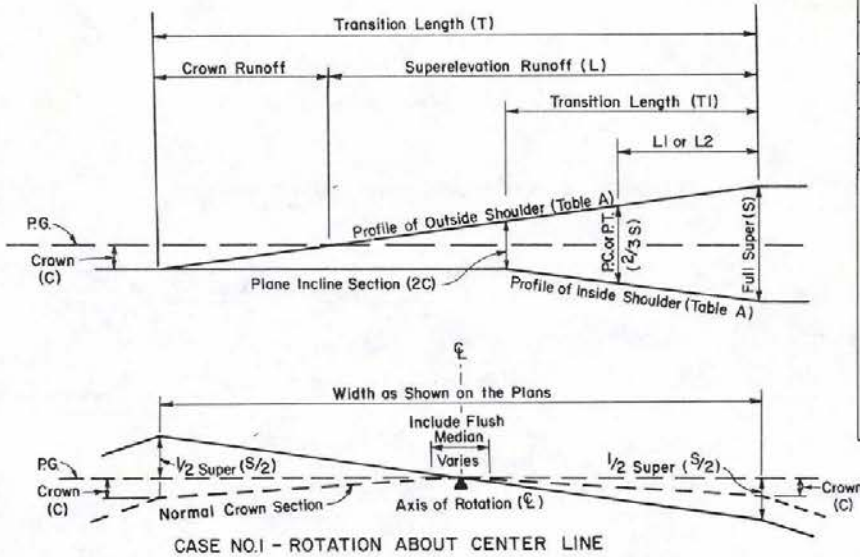 Transition Length (T)
Crown Runoff
Superelevation Runoff (L)
Transition Length (T1)
L1 or L2
P.G.
Crown
(C)
Profile of Outside Shoulder (Table A)
P.C. or P.T.
(2/3 S)
Full Super (S)
Plane Incline Section (2C)
Profile of Inside Shoulder (Table A)
℄
Width as Shown on the Plans
Include Flush
Median
Varies
P.G.
1/2 Super (S/2)
1/2 Super (S/2)
Crown
(C)
Crown
(C)
Normal Crown Section
Axis of Rotation (℄)
CASE NO.1 - ROTATION ABOUT CENTER LINE